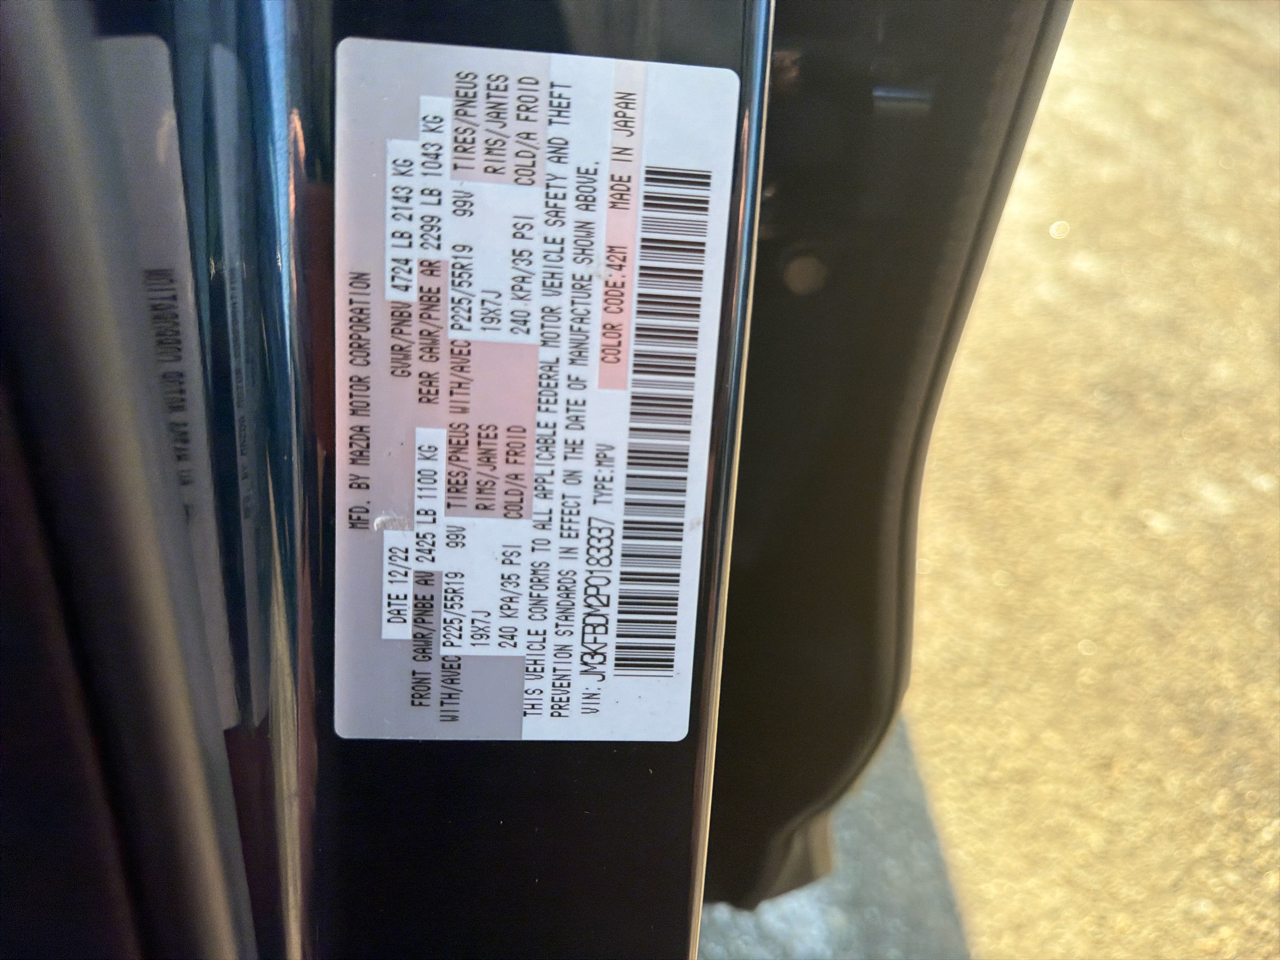 MFD. BY MAZDA MOTOR CORPORATION
DATE 12/22 GVWR/PNBV 4724 LB 2143 KG
FRONT GAWR/PNBE AV 2425 LB 1100 KG REAR GAWR/PNBE AR 2299 LB 1043 KG
WITH/AVEC P225/55R19 99V TIRES/PNEUS WITH/AVEC P225/55R19 99V TIRES/PNEUS
19X7J RIMS/JANTES 19X7J RIMS/JANTES
240 KPA/35 PSI COLD/A FROID 240 KPA/35 PSI COLD/A FROID
THIS VEHICLE CONFORMS TO ALL APPLICABLE FEDERAL MOTOR VEHICLE SAFETY AND THEFT
PREVENTION STANDARDS IN EFFECT ON THE DATE OF MANUFACTURE SHOWN ABOVE.
VIN: JM3KFBDM2P0183337 TYPE:MPV COLOR CODE:42M MADE IN JAPAN